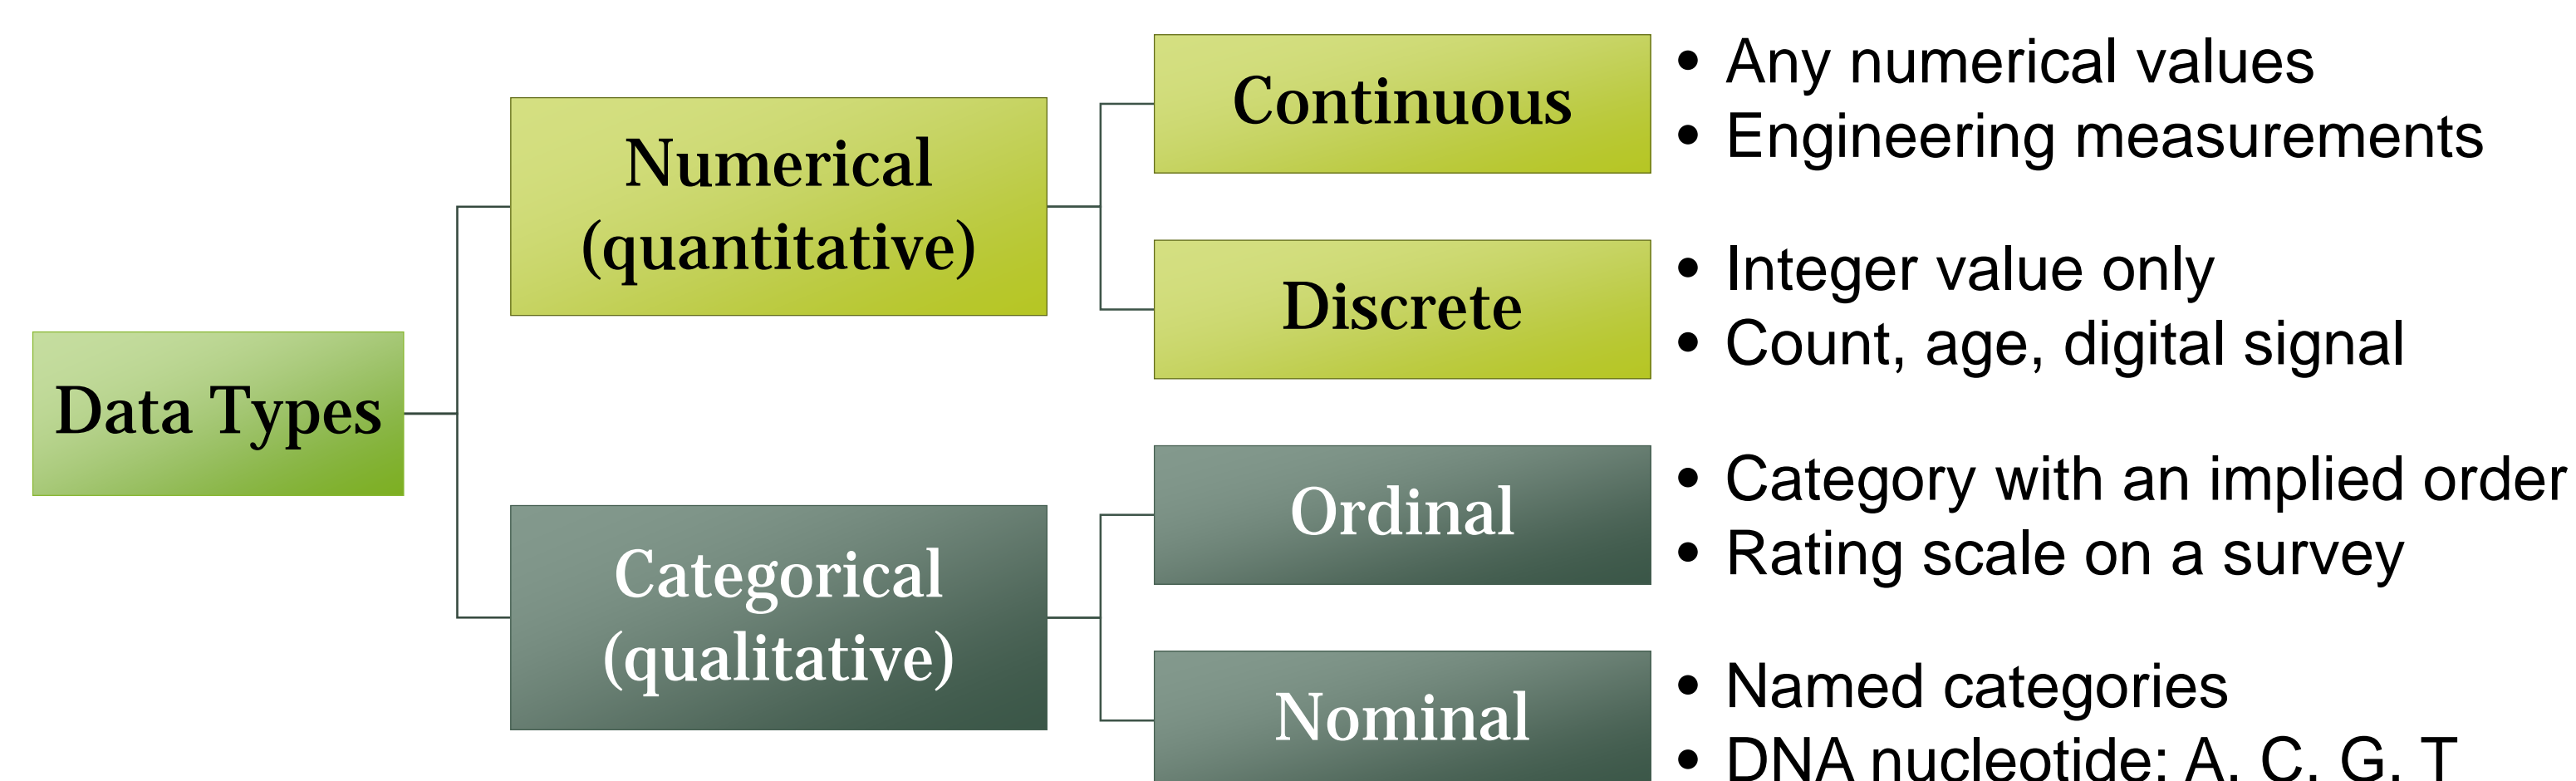 Data Types
Numerical
(quantitative)
Categorical
(qualitative)
Continuous
• Any numerical values
• Engineering measurements
Discrete
• Integer value only
• Count, age, digital signal
Ordinal
• Category with an implied order
• Rating scale on a survey
Nominal
• Named categories
• DNA nucleotide: A, C, G, T